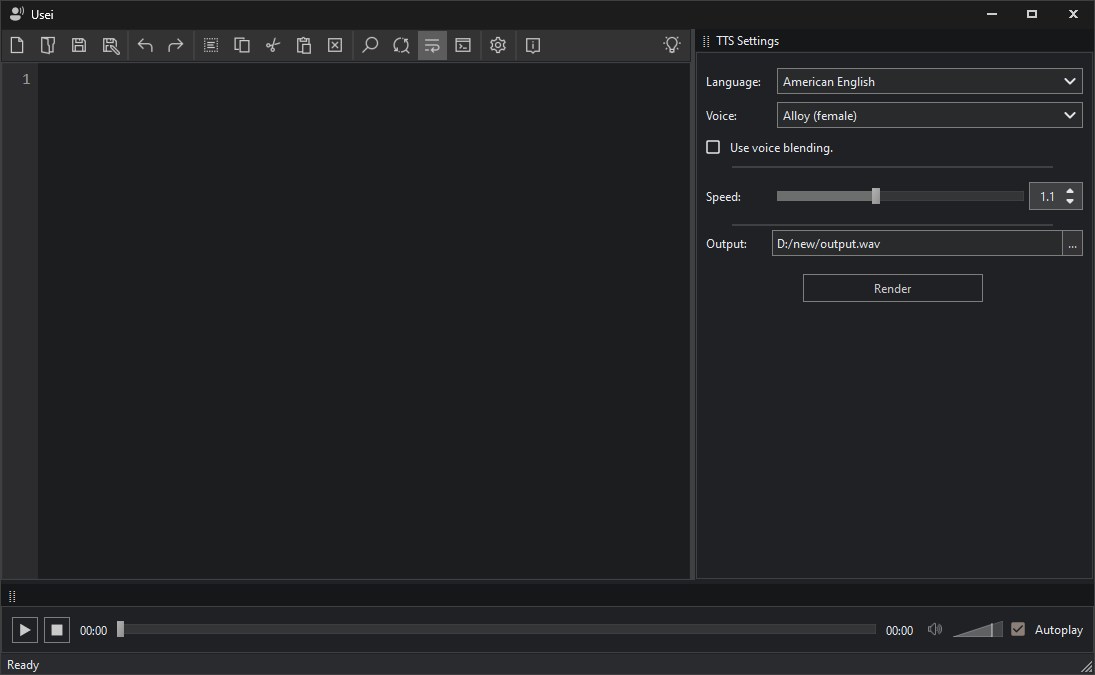 Usei
TTS Settings
1
Language: American English
Voice: Alloy (female)
Use voice blending.
Speed: 1.1
Output: D:/new/output.wav ...
Render
00:00 00:00 Autoplay
Ready